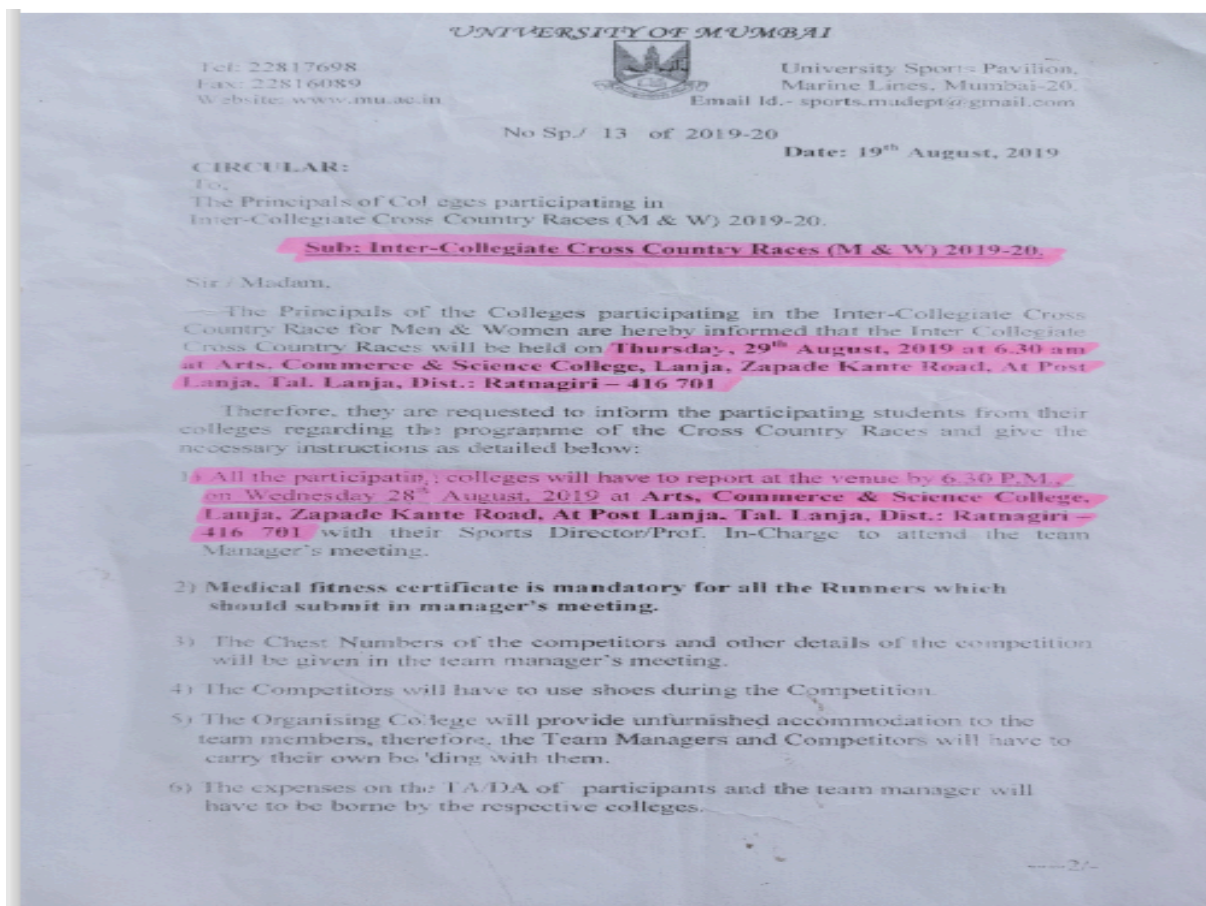 UNIVERSITY OF MUMBAI
Tel: 22817698
Fax: 22816089
Website: www.mu.ac.in
University Sports Pavilion,
Marine Lines, Mumbai-20.
Email Id.- sports.mudept@gmail.com
No Sp./ 13 of 2019-20
Date: 19th August, 2019
CIRCULAR:
To,
The Principals of Col eges participating in
Inter-Collegiate Cross Country Races (M & W) 2019-20.
Sub: Inter-Collegiate Cross Country Races (M & W) 2019-20.
Sir / Madam,
The Principals of the Colleges participating in the Inter-Collegiate Cross
Country Race for Men & Women are hereby informed that the Inter Collegiate
Cross Country Races will be held on Thursday, 29th August, 2019 at 6.30 am
at Arts, Commerce & Science College, Lanja, Zapade Kante Road, At Post
Lanja, Tal. Lanja, Dist.: Ratnagiri – 416 701
Therefore, they are requested to inform the participating students from their
colleges regarding the programme of the Cross Country Races and give the
necessary instructions as detailed below:
1) All the participating colleges will have to report at the venue by 6.30 P.M.,
on Wednesday 28th August, 2019 at Arts, Commerce & Science College,
Lanja, Zapade Kante Road, At Post Lanja, Tal. Lanja, Dist.: Ratnagiri –
416 701 with their Sports Director/Prof. In-Charge to attend the team
Manager's meeting.
2) Medical fitness certificate is mandatory for all the Runners which
should submit in manager's meeting.
3) The Chest Numbers of the competitors and other details of the competition
will be given in the team manager's meeting.
4) The Competitors will have to use shoes during the Competition.
5) The Organising College will provide unfurnished accommodation to the
team members, therefore, the Team Managers and Competitors will have to
carry their own bedding with them.
6) The expenses on the TA/DA of participants and the team manager will
have to be borne by the respective colleges.
----2/-